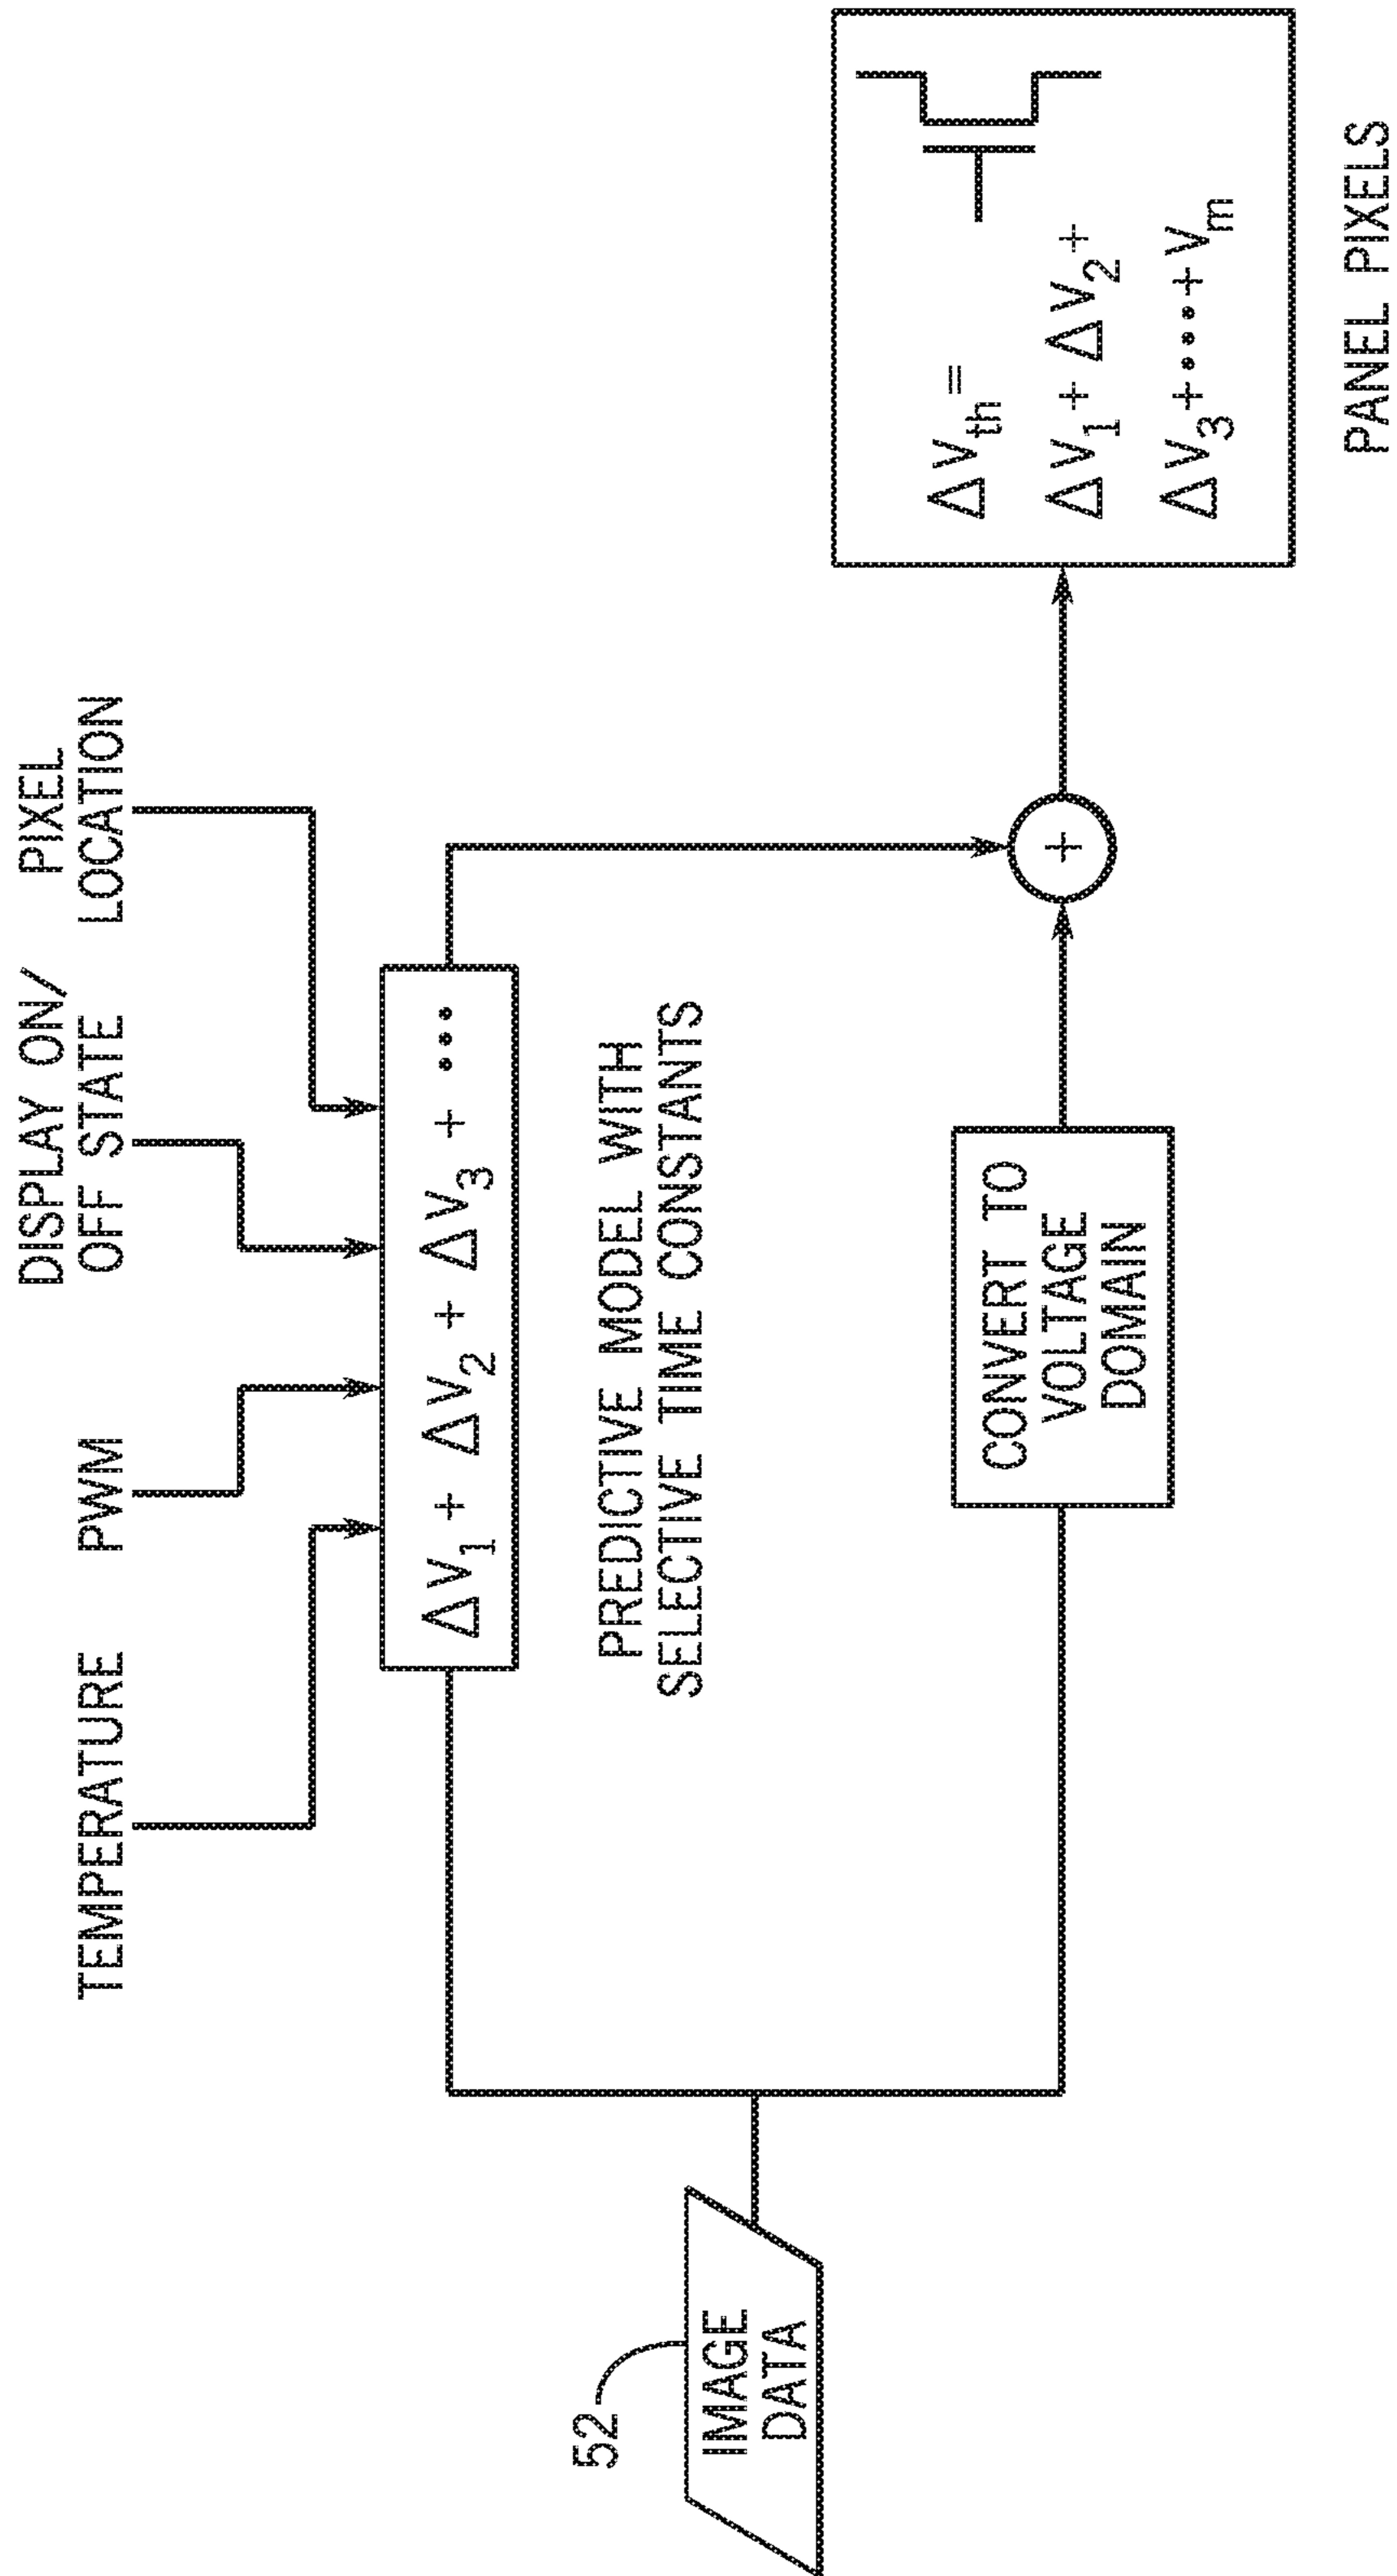 TEMPERATURE
PWM
DISPLAY ON/
OFF STATE
PIXEL
LOCATION
ΔV₁ + ΔV₂ + ΔV₃ + •••
PREDICTIVE MODEL WITH
SELECTIVE TIME CONSTANTS
52
IMAGE
DATA
CONVERT TO
VOLTAGE
DOMAIN
+
ΔVₜₕ =
ΔV₁ + ΔV₂ +
ΔV₃ +•••+ Vₘ
PANEL PIXELS